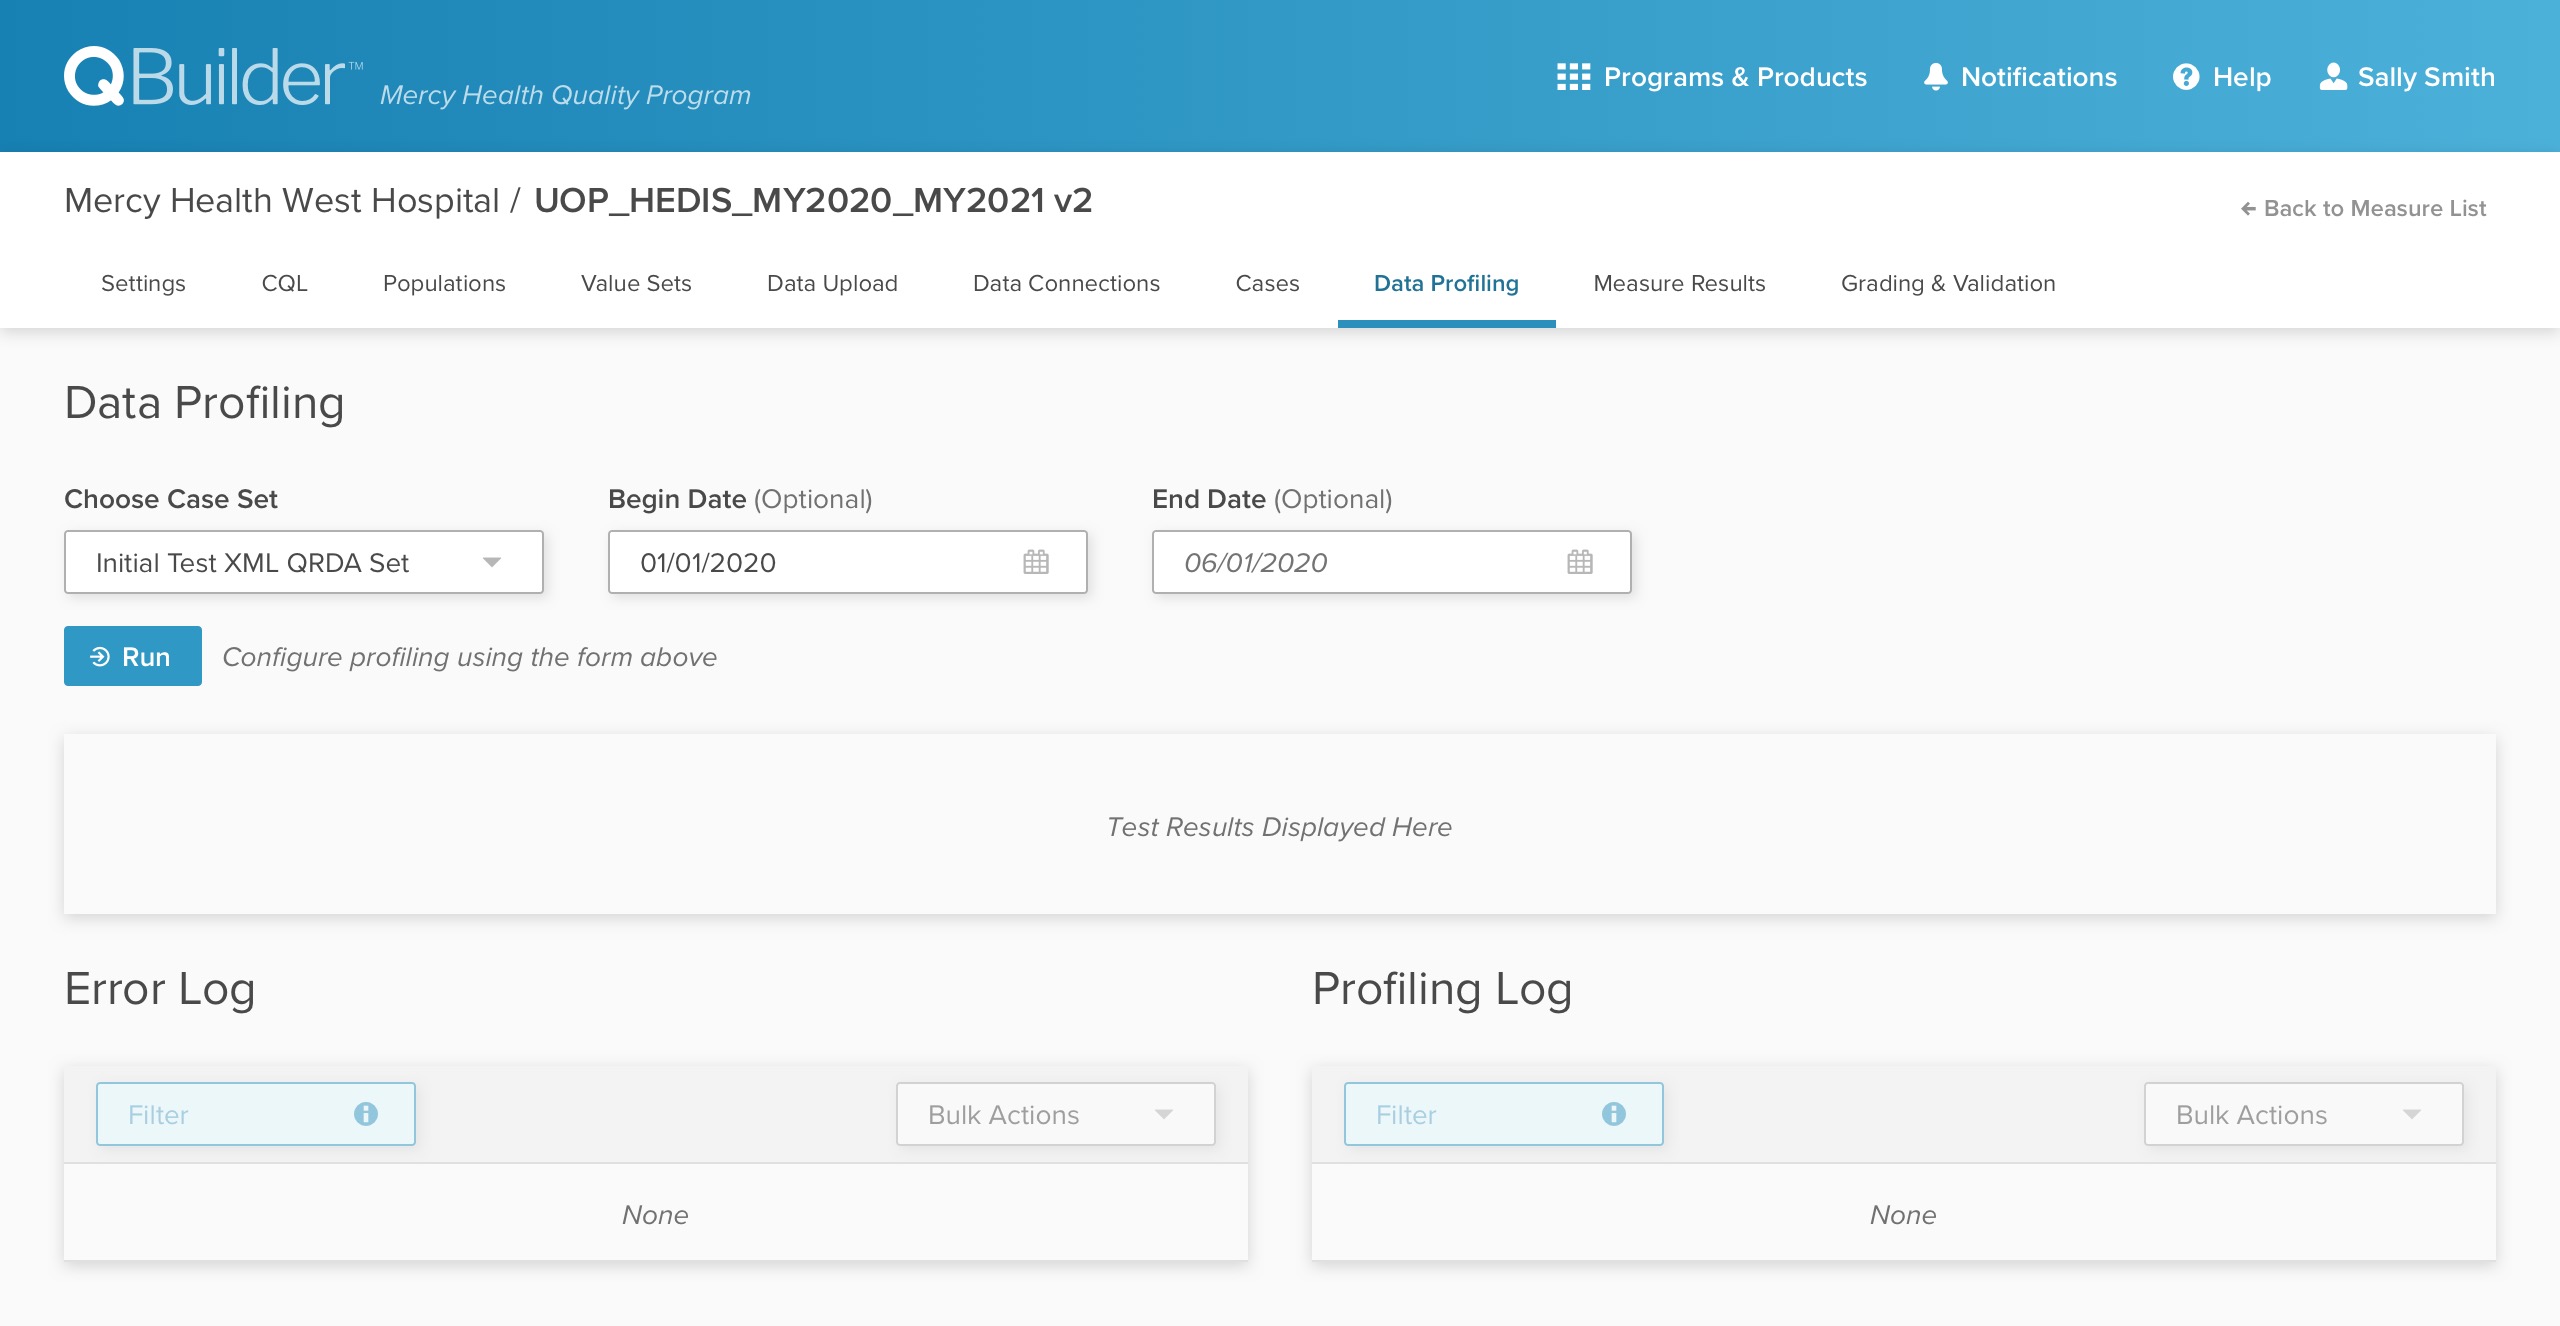 QBuilder™ Mercy Health Quality Program
Programs & Products
Notifications
Help
Sally Smith
Mercy Health West Hospital / UOP_HEDIS_MY2020_MY2021 v2
Back to Measure List
Settings
CQL
Populations
Value Sets
Data Upload
Data Connections
Cases
Data Profiling
Measure Results
Grading & Validation
Data Profiling
Choose Case Set
Begin Date (Optional)
End Date (Optional)
Initial Test XML QRDA Set
01/01/2020
06/01/2020
Run
Configure profiling using the form above
Test Results Displayed Here
Error Log
Filter
Bulk Actions
None
Profiling Log
Filter
Bulk Actions
None